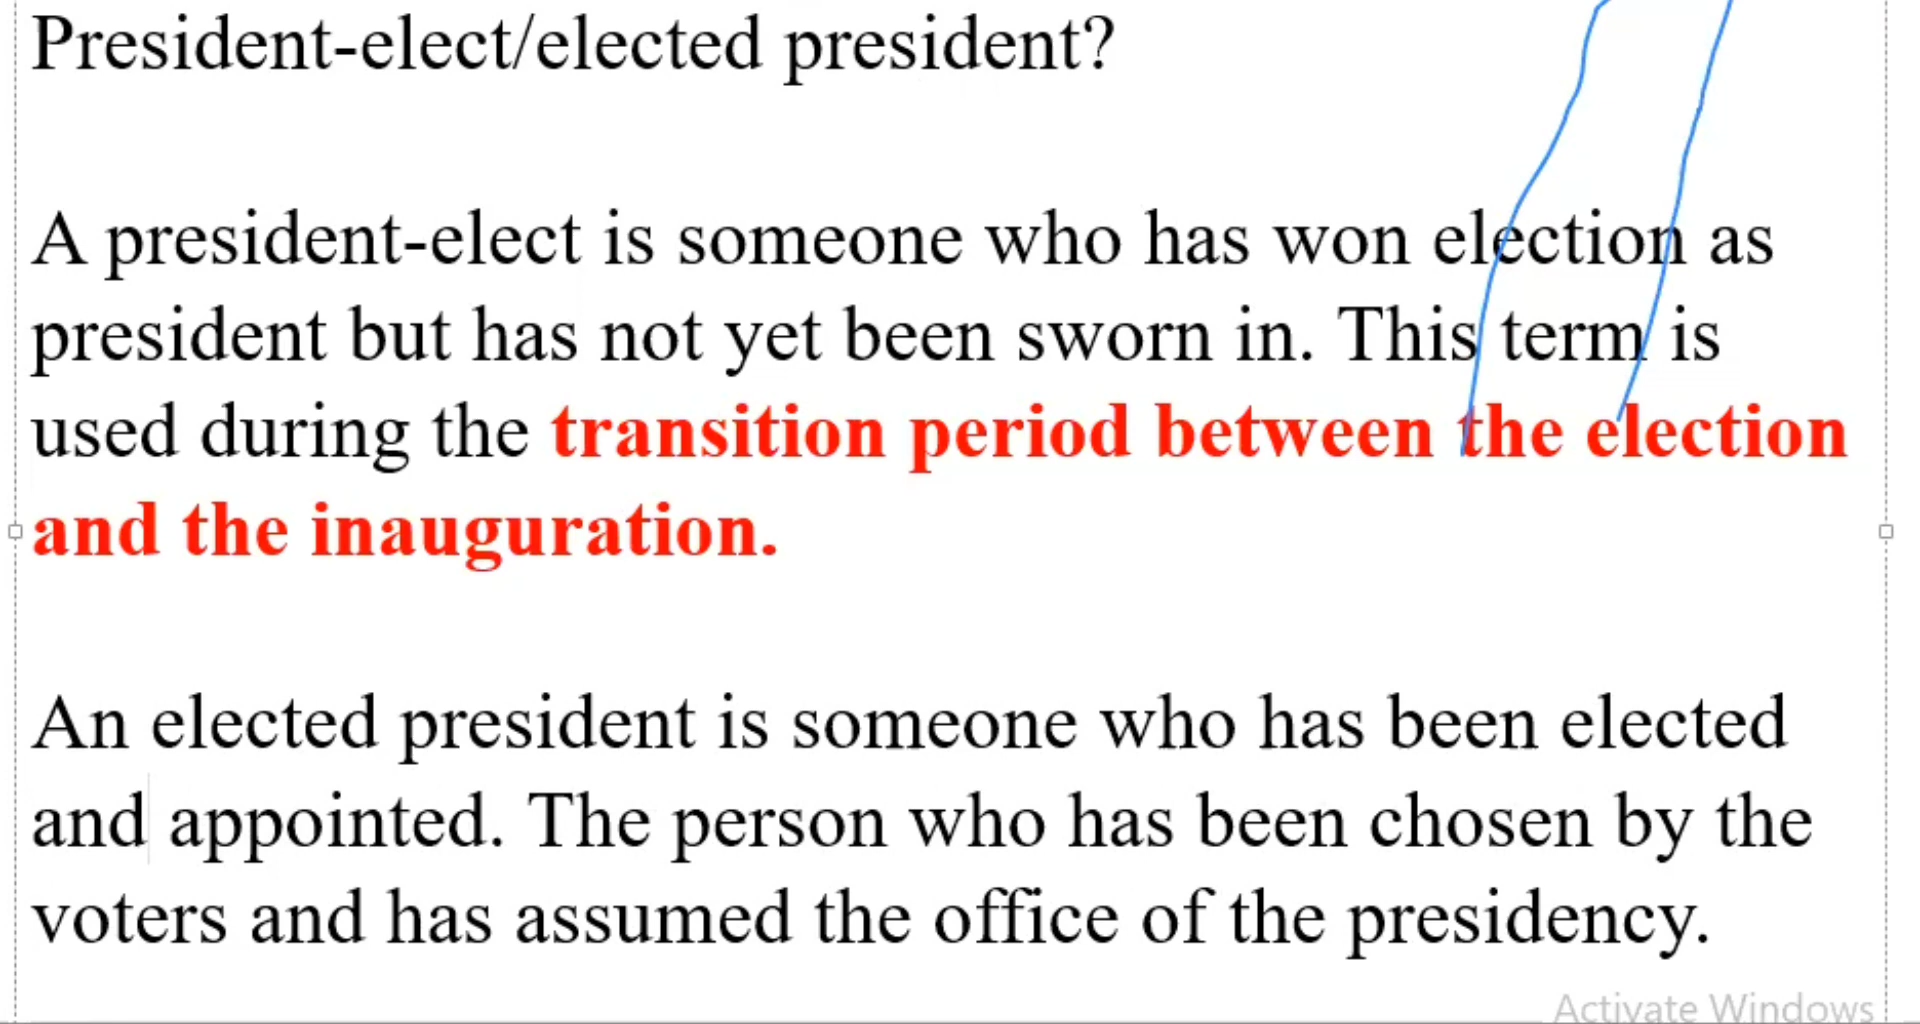 President-elect/elected president?
A president-elect is someone who has won election as
president but has not yet been sworn in. This term is
used during the transition period between the election
and the inauguration.
An elected president is someone who has been elected
and appointed. The person who has been chosen by the
voters and has assumed the office of the presidency.
Activate Windows